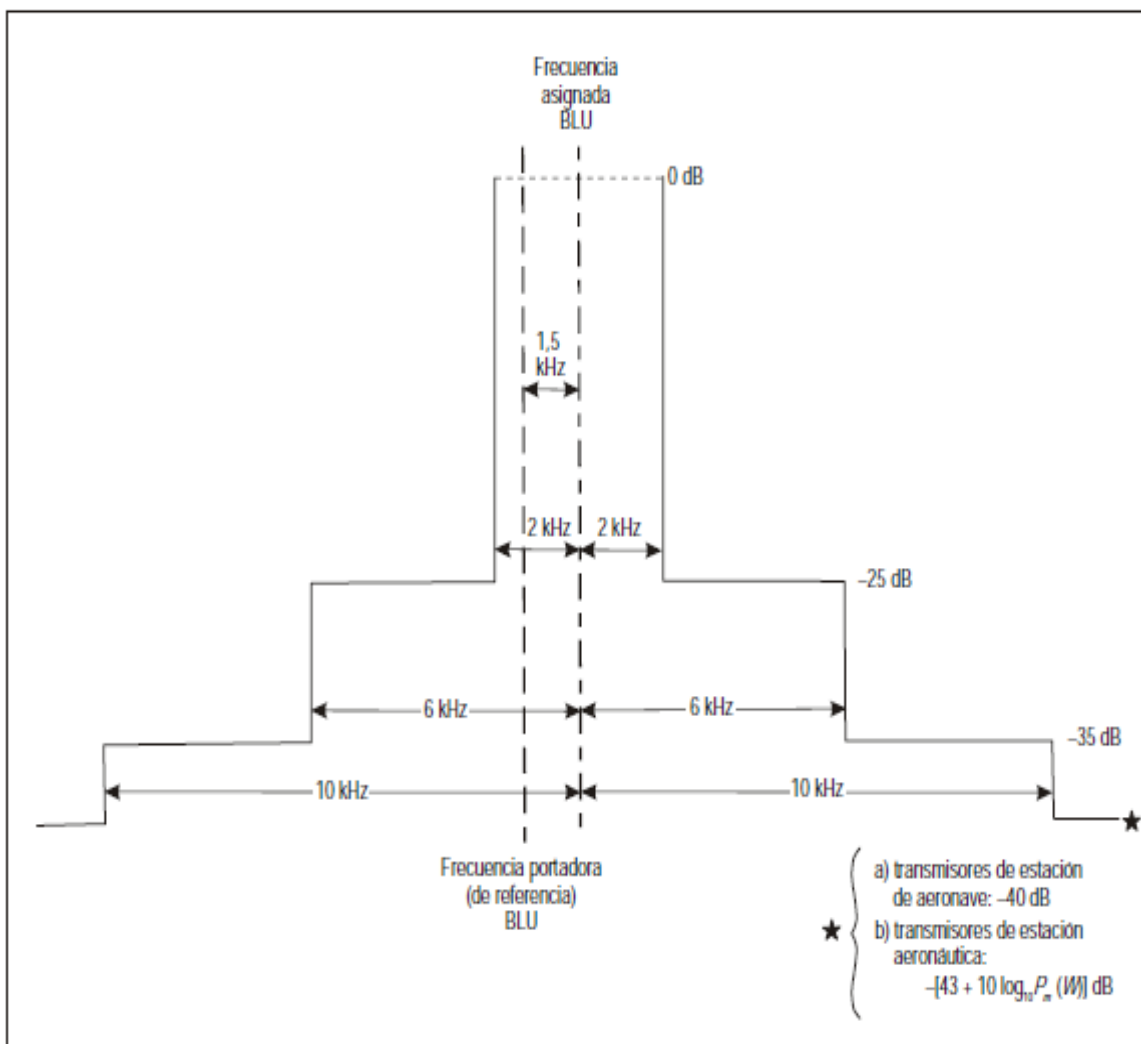 Frecuencia
asignada
BLU
0 dB
1,5
kHz
2 kHz
2 kHz
–25 dB
6 kHz
6 kHz
–35 dB
10 kHz
10 kHz
Frecuencia portadora
(de referencia)
BLU
★
a) transmisores de estación
de aeronave: –40 dB
★
b) transmisores de estación
aeronáutica:
–[43 + 10 log₁₀Pₘ (W)] dB